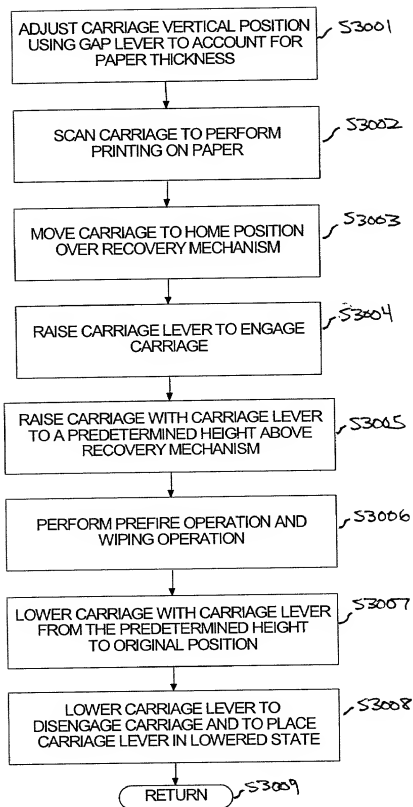 ADJUST CARRIAGE VERTICAL POSITION
USING GAP LEVER TO ACCOUNT FOR
PAPER THICKNESS
S3001
SCAN CARRIAGE TO PERFORM
PRINTING ON PAPER
S3002
MOVE CARRIAGE TO HOME POSITION
OVER RECOVERY MECHANISM
S3003
RAISE CARRIAGE LEVER TO ENGAGE
CARRIAGE
S3004
RAISE CARRIAGE WITH CARRIAGE LEVER
TO A PREDETERMINED HEIGHT ABOVE
RECOVERY MECHANISM
S3005
PERFORM PREFIRE OPERATION AND
WIPING OPERATION
S3006
LOWER CARRIAGE WITH CARRIAGE LEVER
FROM THE PREDETERMINED HEIGHT
TO ORIGINAL POSITION
S3007
LOWER CARRIAGE LEVER TO
DISENGAGE CARRIAGE AND TO PLACE
CARRIAGE LEVER IN LOWERED STATE
S3008
RETURN
S3009